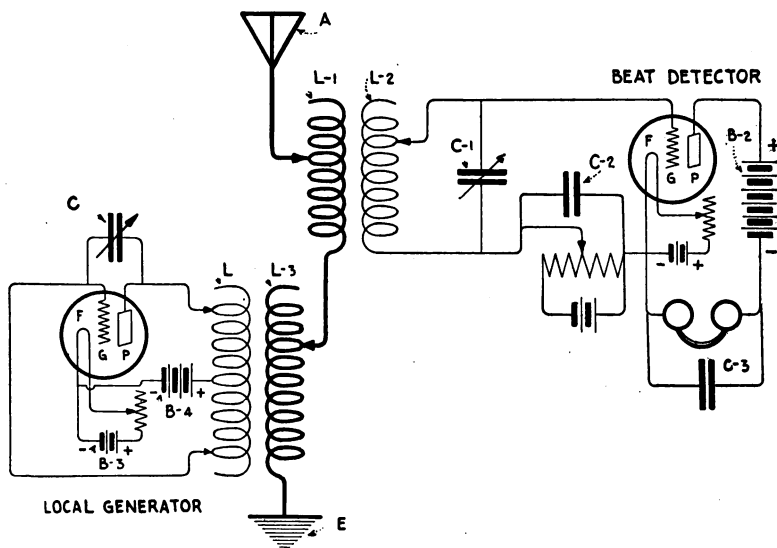 A
L-1
L-2
BEAT DETECTOR
C-1
C-2
F
G
P
B-2
+
-
- +
C-3
C
L
L-3
F
G
P
- +
B-4
- +
B-3
LOCAL GENERATOR
E